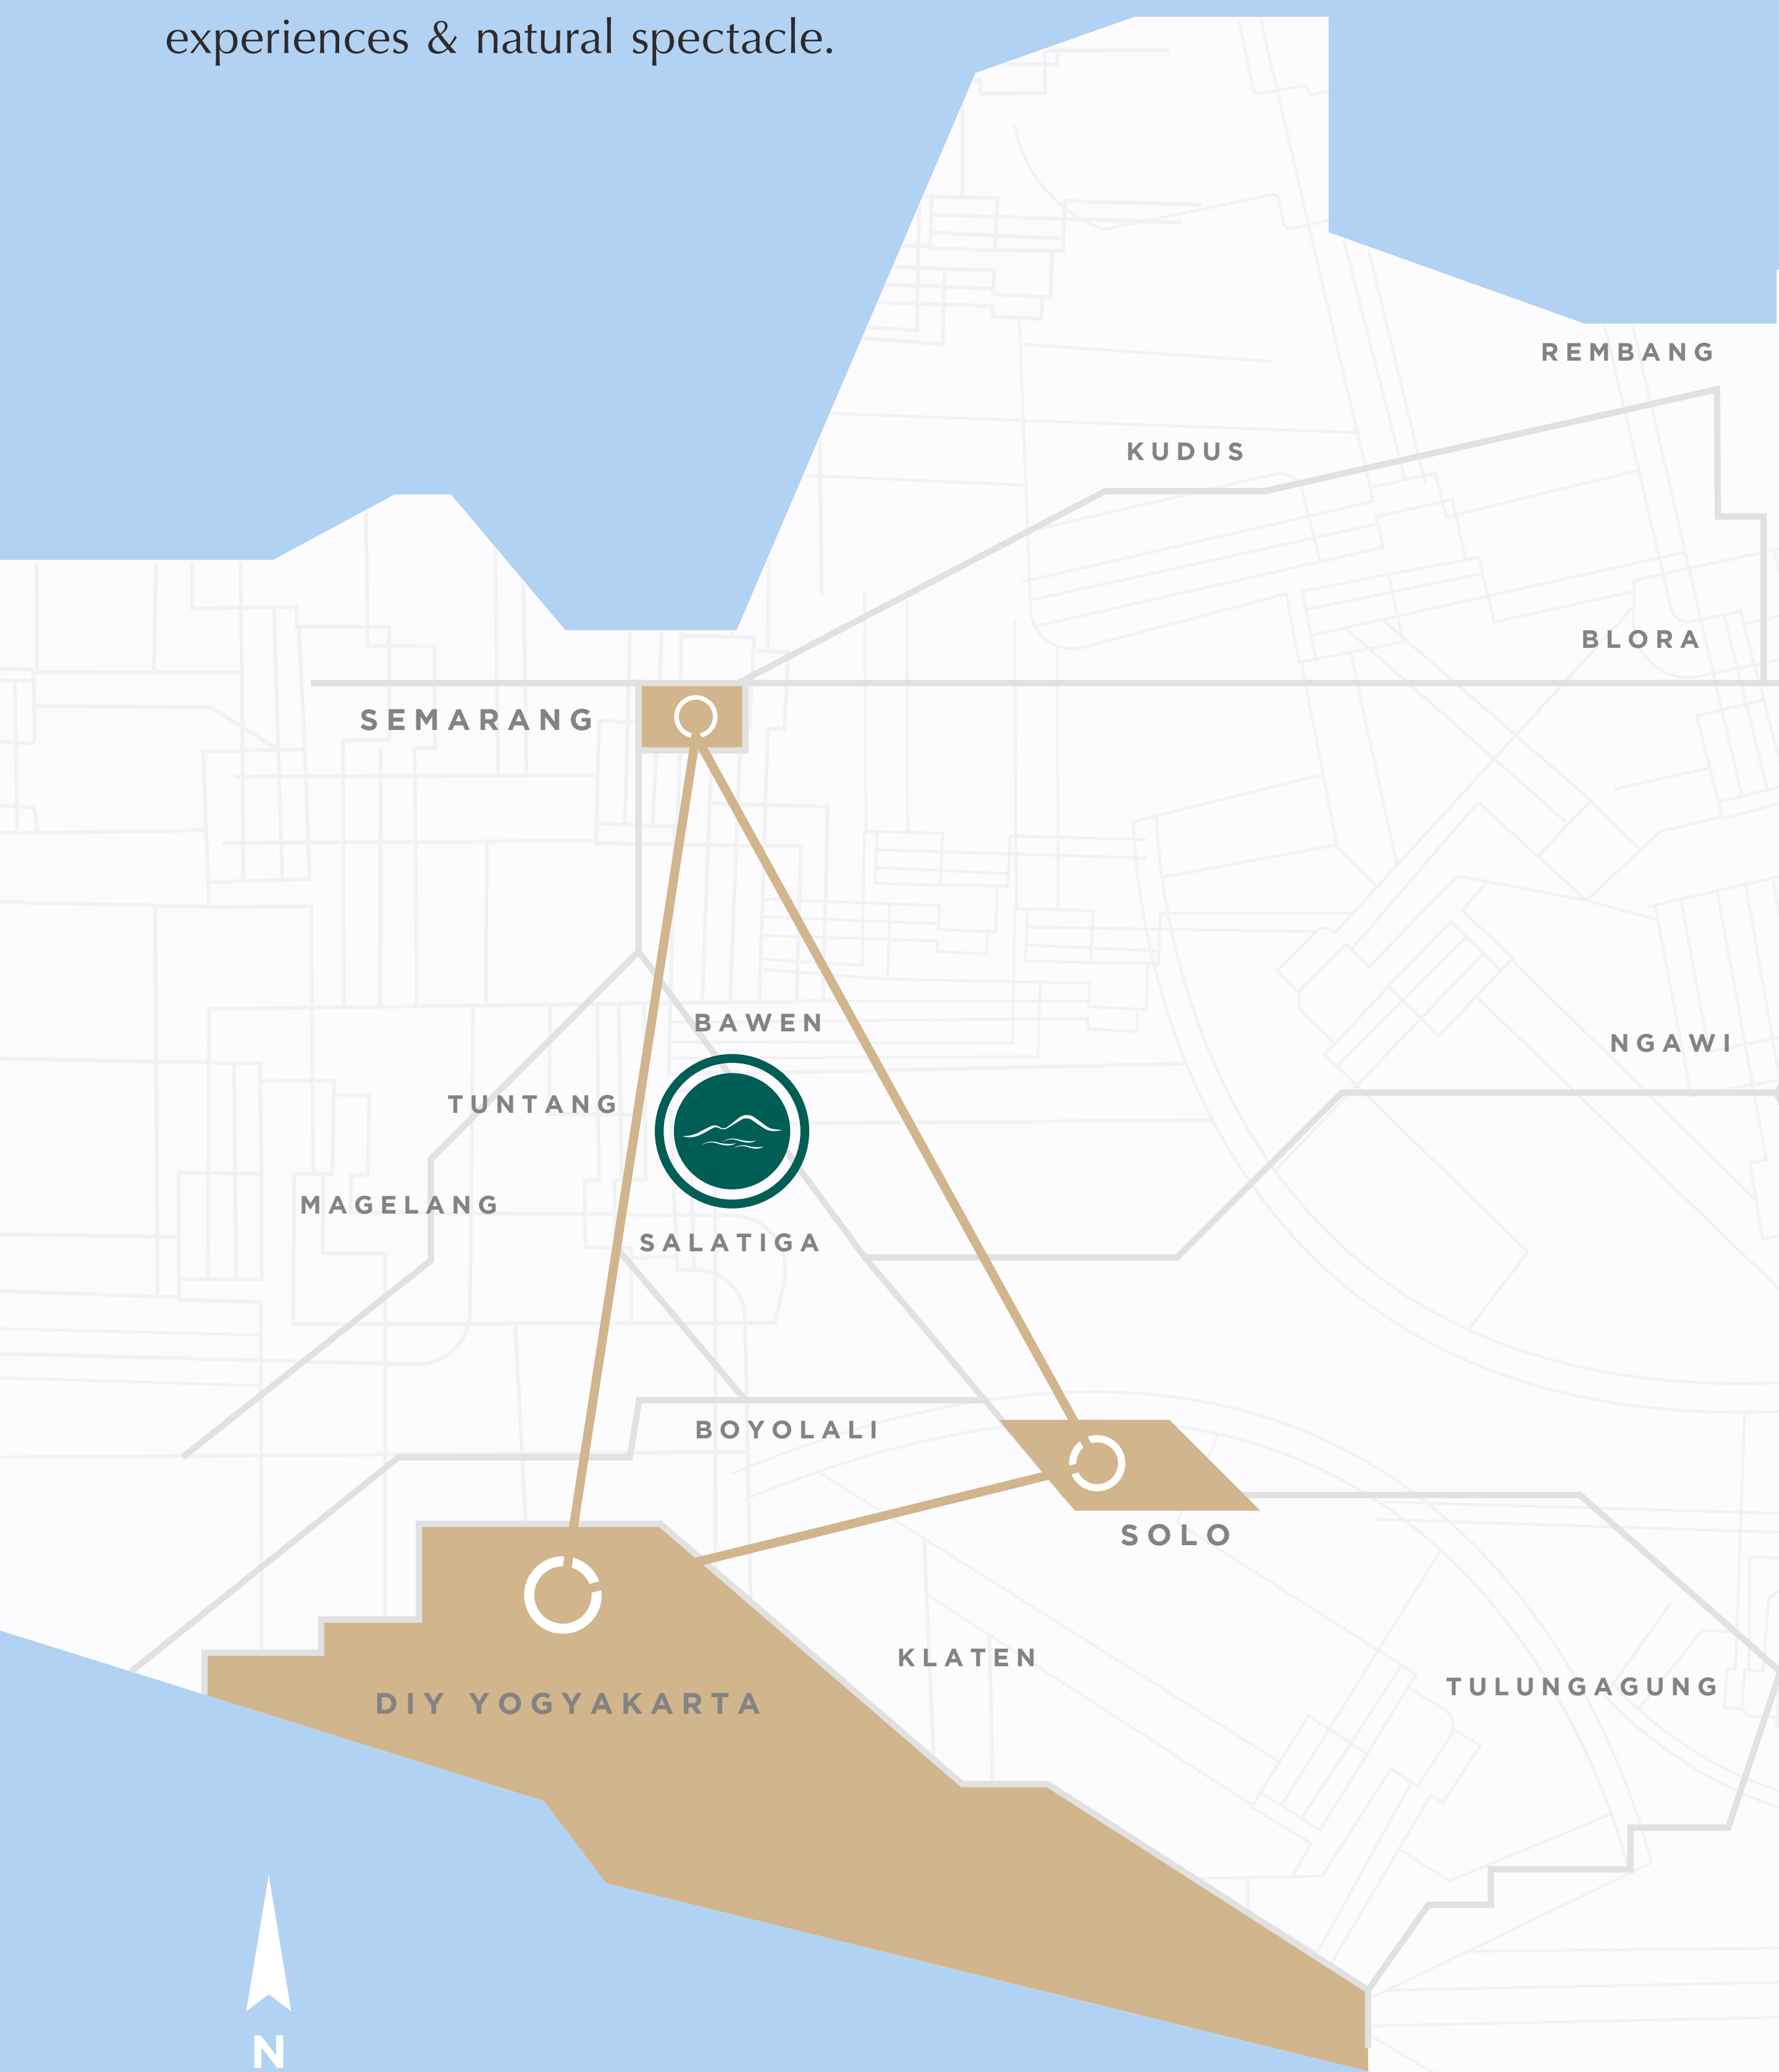 experiences & natural spectacle.
REMBANG
KUDUS
BLORA
SEMARANG
BAWEN
NGAWI
TUNTANG
MAGELANG
SALATIGA
BOYOLALI
SOLO
KLATEN
TULUNGAGUNG
DIY YOGYAKARTA
N